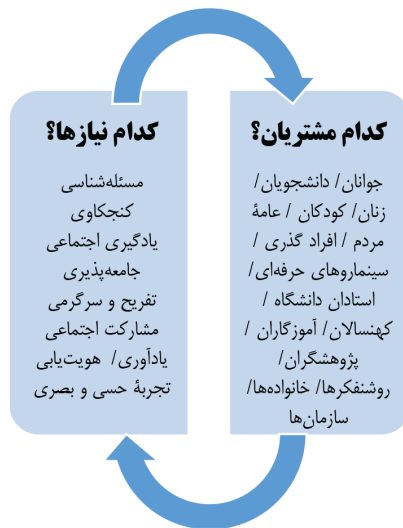 کدام مشتریان؟
جوانان/ دانشجویان/
زنان/ کودکان / عامهٔ
مردم / افراد گذری /
سینماروهای حرفه‌ای/
استادان دانشگاه /
کهنسالان / آموزگاران /
پژوهشگران/
روشنفکرها/ خانواده‌ها/
سازمان‌ها
کدام نیازها؟
مسئله‌شناسی
کنجکاوی
یادگیری اجتماعی
جامعه‌پذیری
تفریح و سرگرمی
مشارکت اجتماعی
یادآوری/ هویت‌یابی
تجربهٔ حسی و بصری